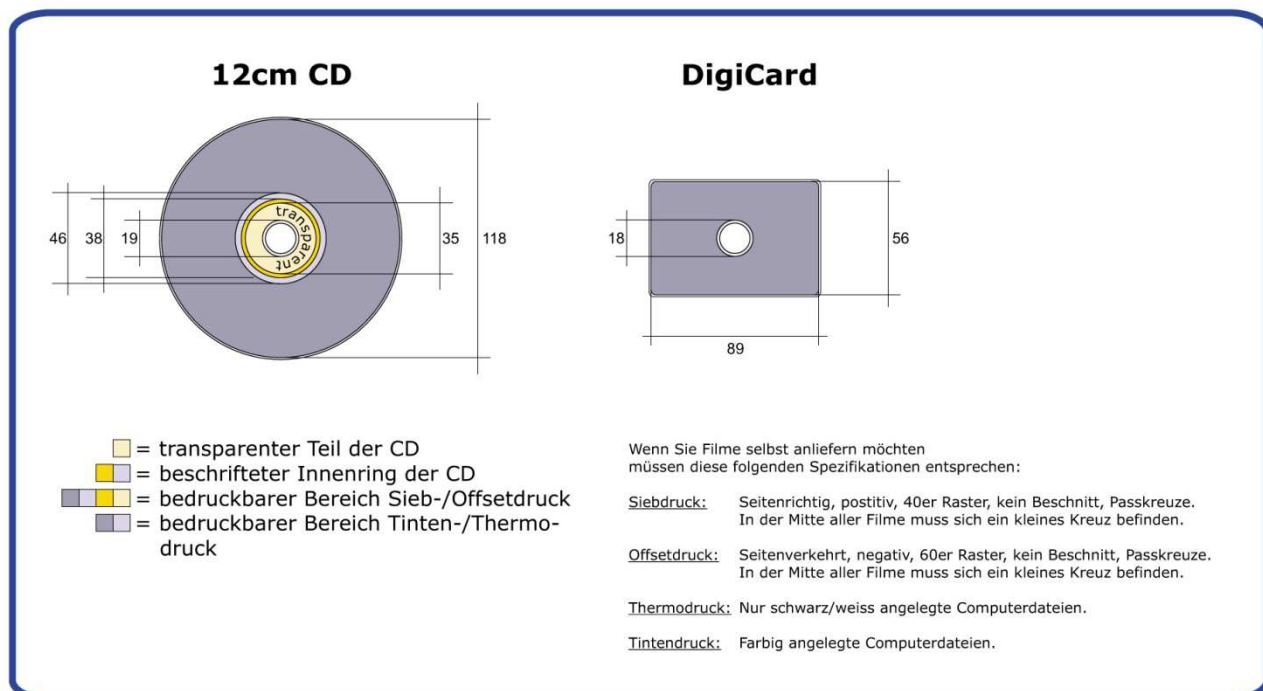 12cm CD
DigiCard
transparent
46
38
19
35
118
18
56
89
= transparenter Teil der CD
= beschrifteter Innenring der CD
= bedruckbarer Bereich Sieb-/Offsetdruck
= bedruckbarer Bereich Tinten-/Thermo-
druck
Wenn Sie Filme selbst anliefern möchten
müssen diese folgenden Spezifikationen entsprechen:
Siebdruck: Seitenrichtig, postitiv, 40er Raster, kein Beschnitt, Passkreuze.
In der Mitte aller Filme muss sich ein kleines Kreuz befinden.
Offsetdruck: Seitenverkehrt, negativ, 60er Raster, kein Beschnitt, Passkreuze.
In der Mitte aller Filme muss sich ein kleines Kreuz befinden.
Thermodruck: Nur schwarz/weiss angelegte Computerdateien.
Tintendruck: Farbig angelegte Computerdateien.